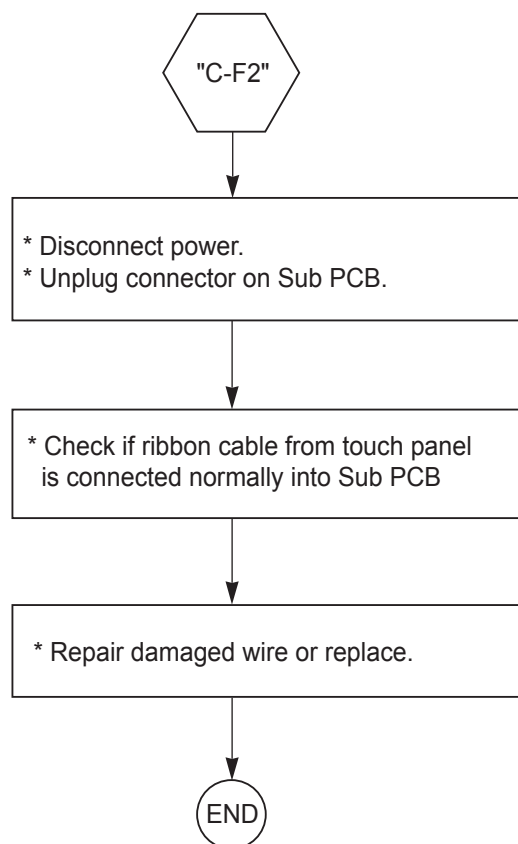 "C-F2"
* Disconnect power.
* Unplug connector on Sub PCB.
* Check if ribbon cable from touch panel
is connected normally into Sub PCB
* Repair damaged wire or replace.
END